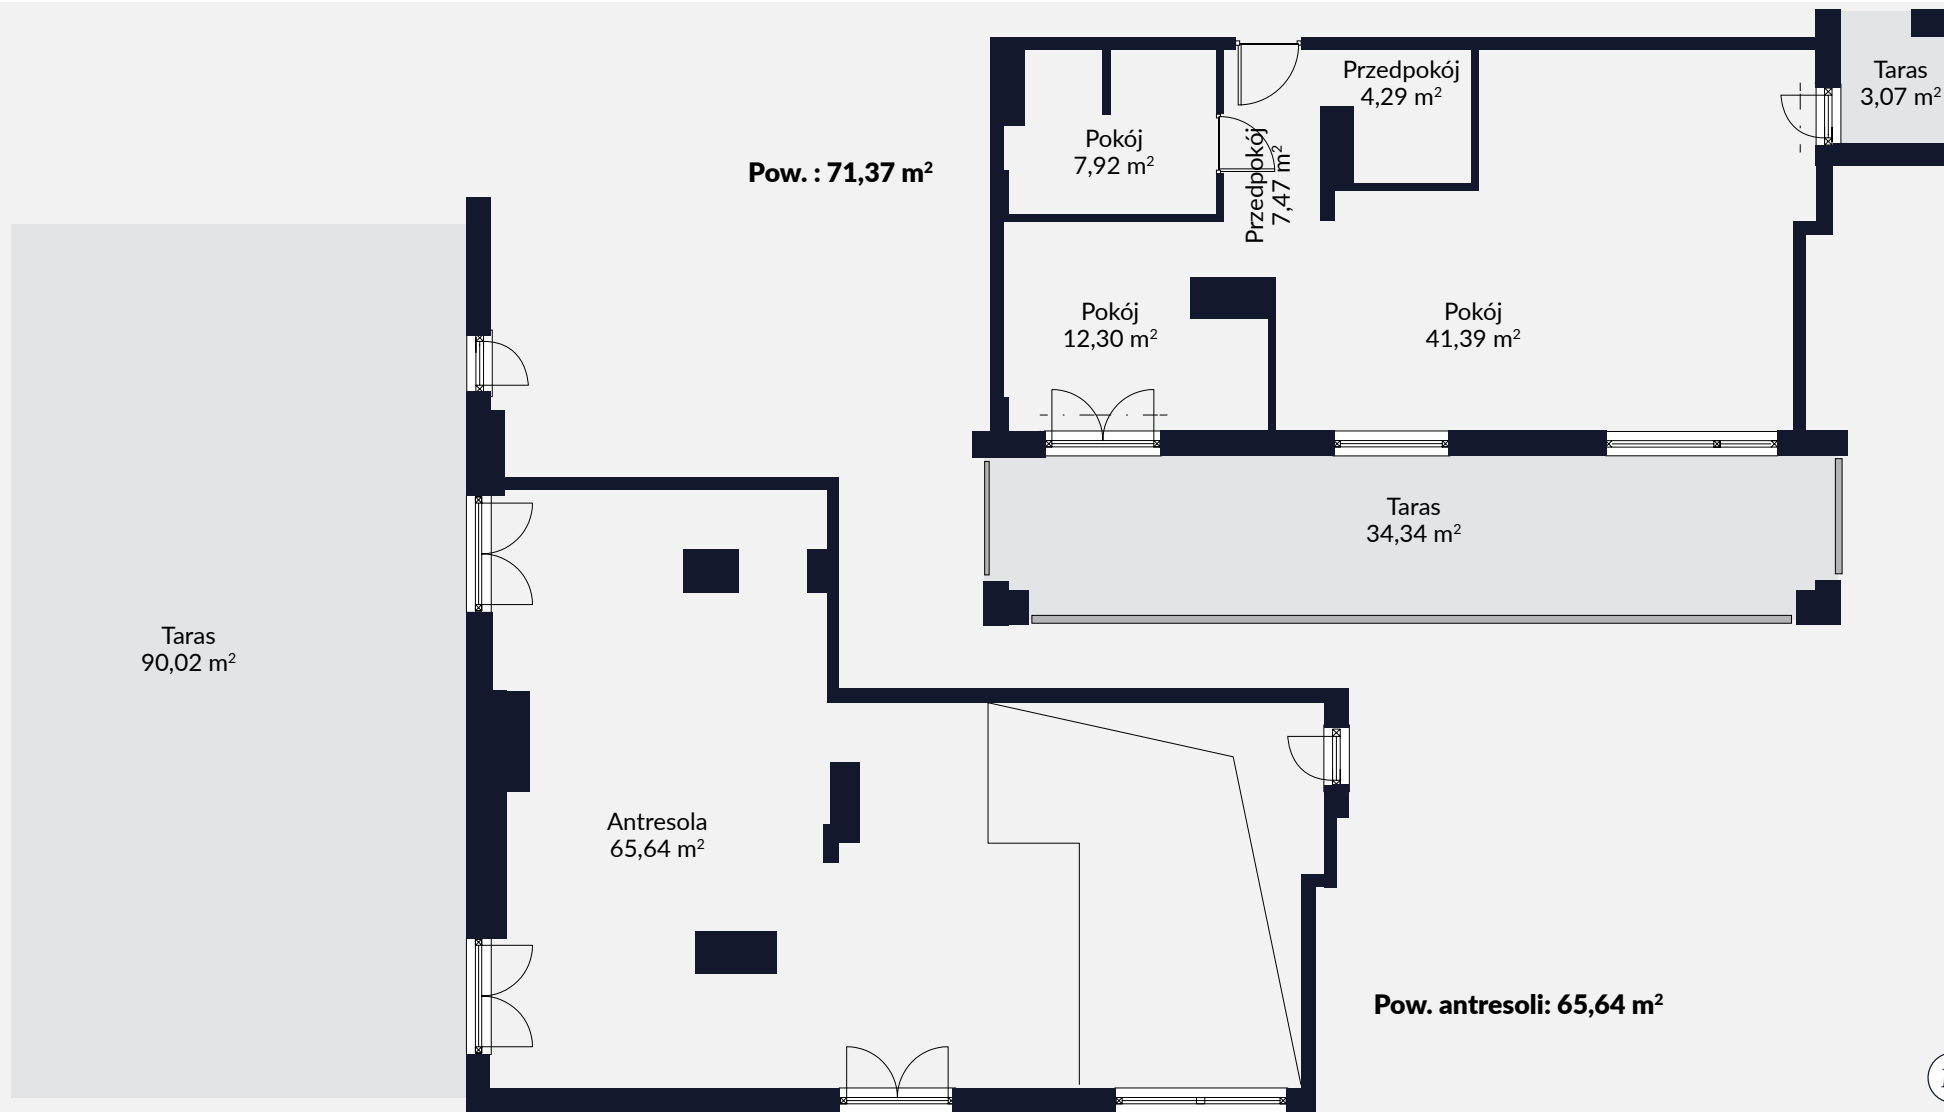 Przedpokój
4,29 m²
Taras
3,07 m²
Pokój
7,92 m²
Przedpokój
7,47 m²
Pow. : 71,37 m²
Pokój
12,30 m²
Pokój
41,39 m²
Taras
34,34 m²
Taras
90,02 m²
Antresola
65,64 m²
Pow. antresoli: 65,64 m²